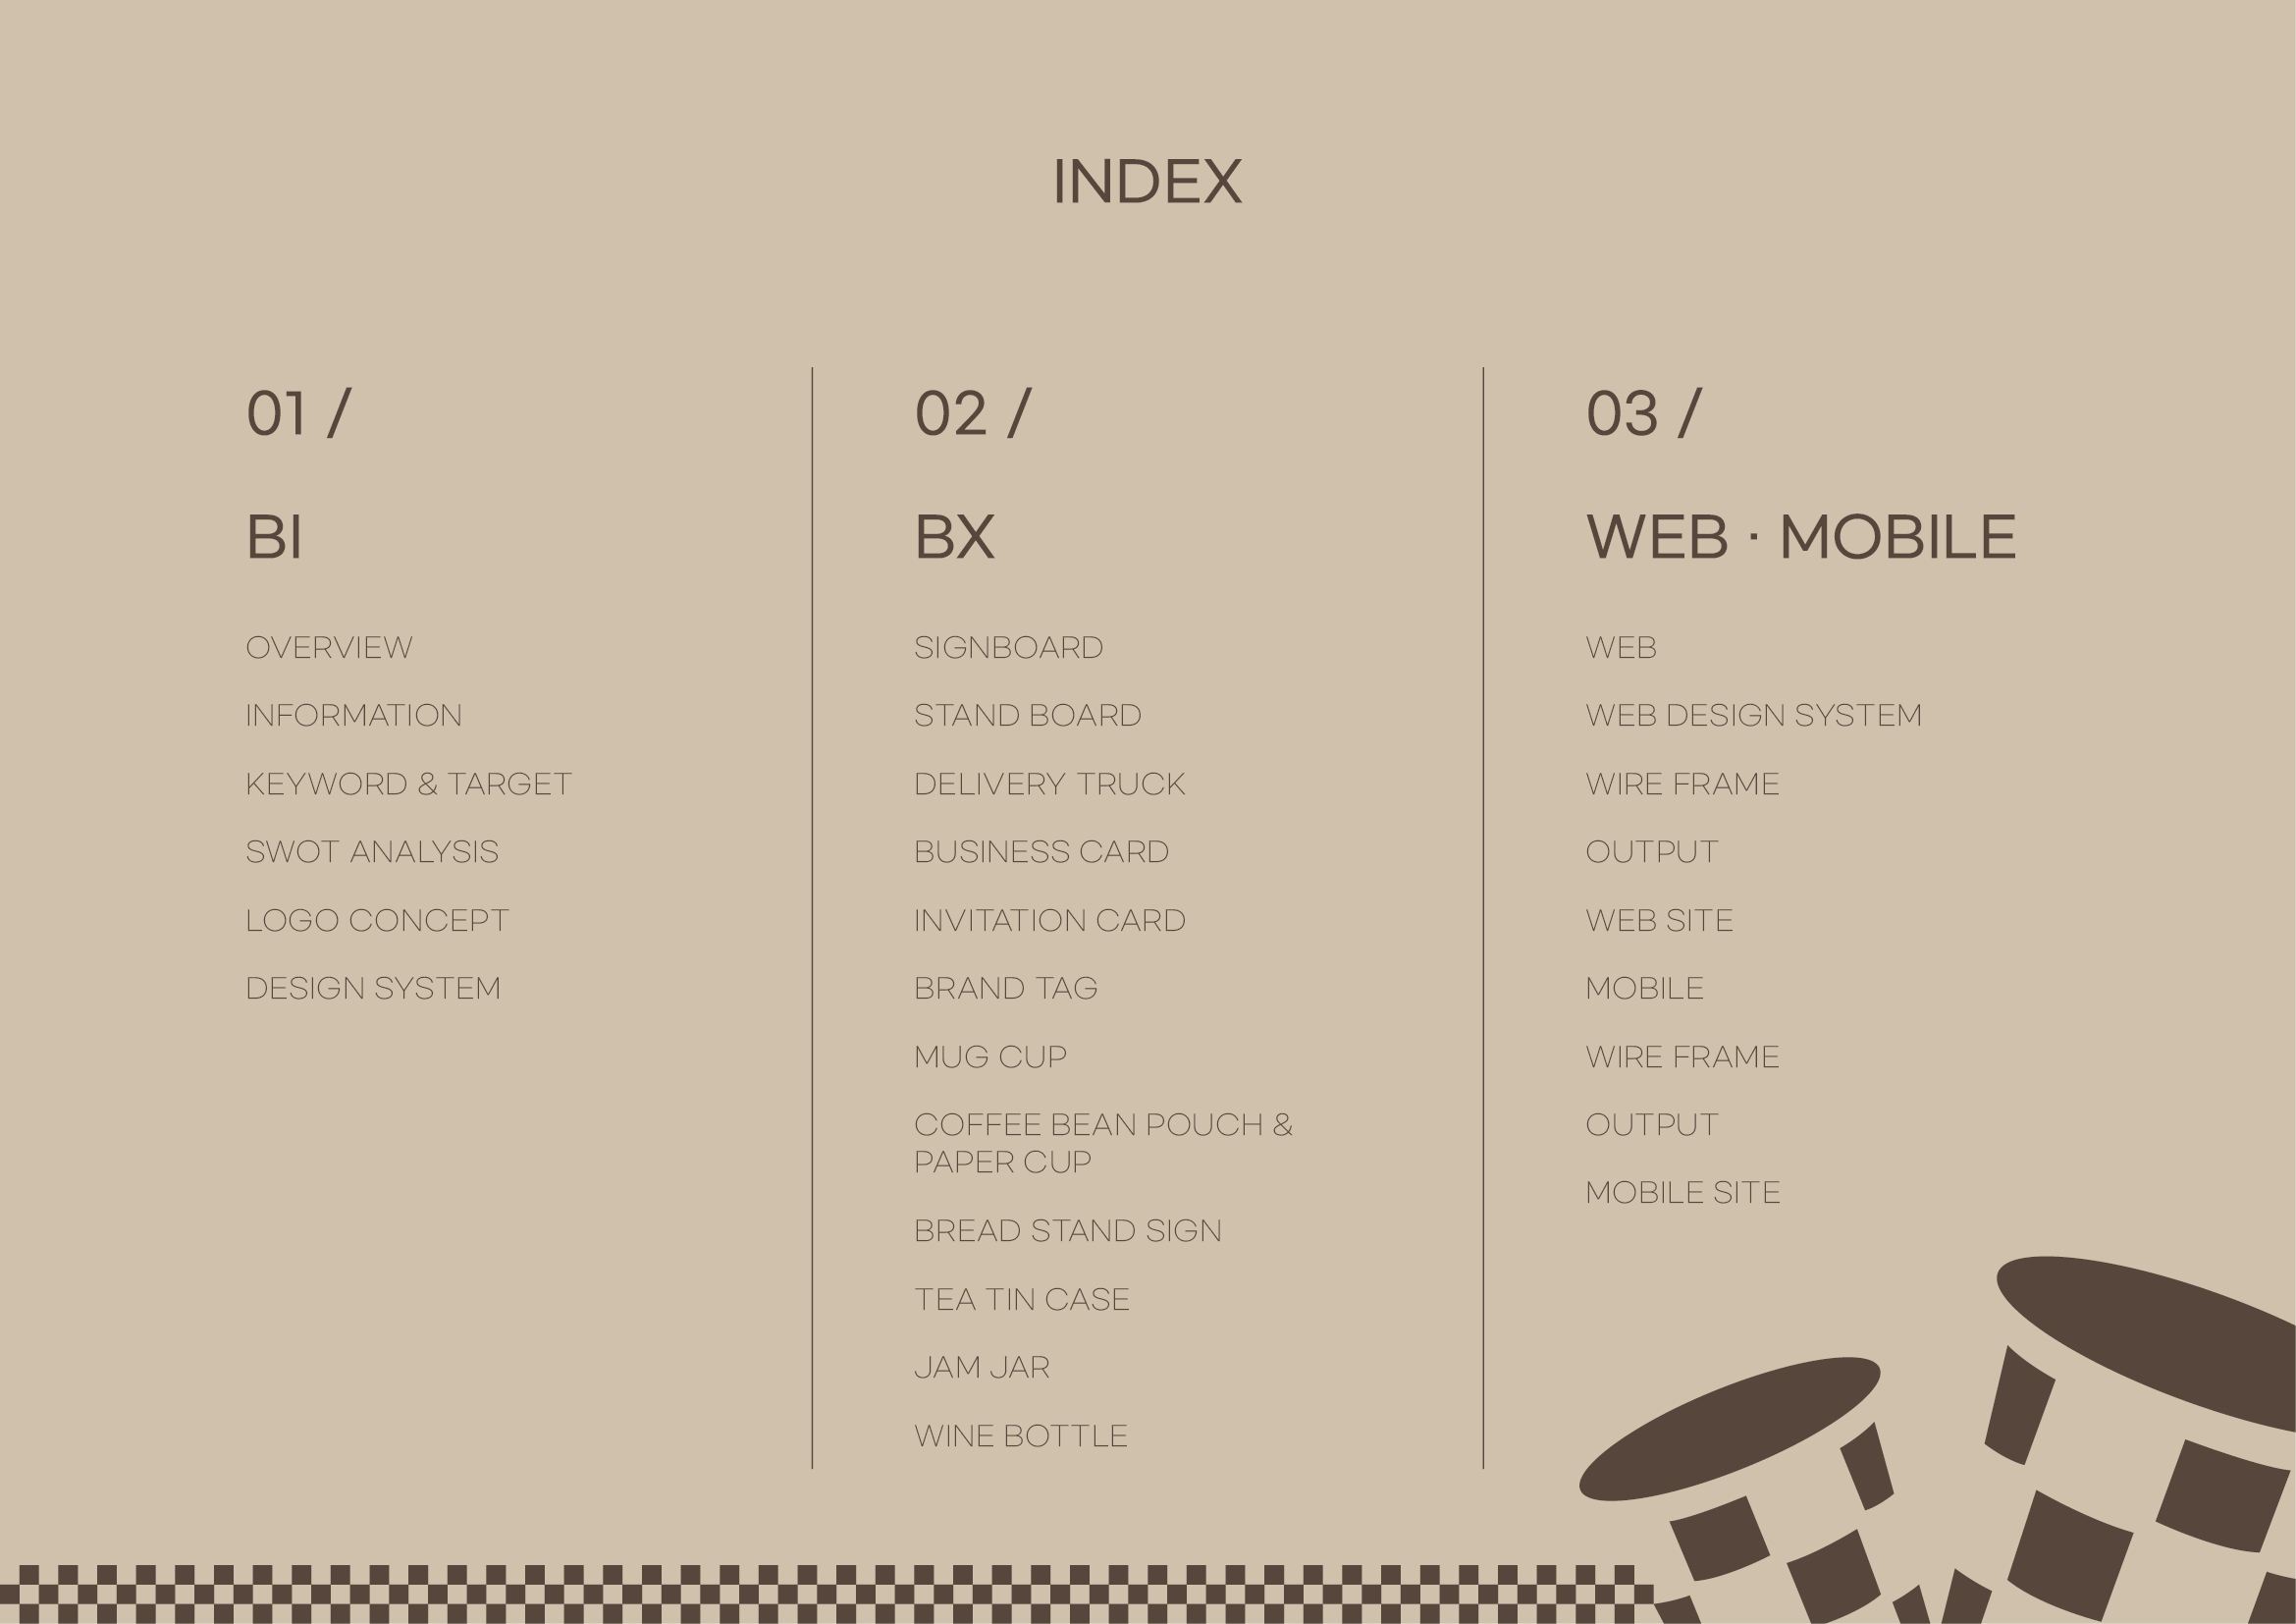 INDEX
01 /
BI
OVERVIEW
INFORMATION
KEYWORD & TARGET
SWOT ANALYSIS
LOGO CONCEPT
DESIGN SYSTEM
02 /
BX
SIGNBOARD
STAND BOARD
DELIVERY TRUCK
BUSINESS CARD
INVITATION CARD
BRAND TAG
MUG CUP
COFFEE BEAN POUCH &
PAPER CUP
BREAD STAND SIGN
TEA TIN CASE
JAM JAR
WINE BOTTLE
03 /
WEB · MOBILE
WEB
WEB DESIGN SYSTEM
WIRE FRAME
OUTPUT
WEB SITE
MOBILE
WIRE FRAME
OUTPUT
MOBILE SITE